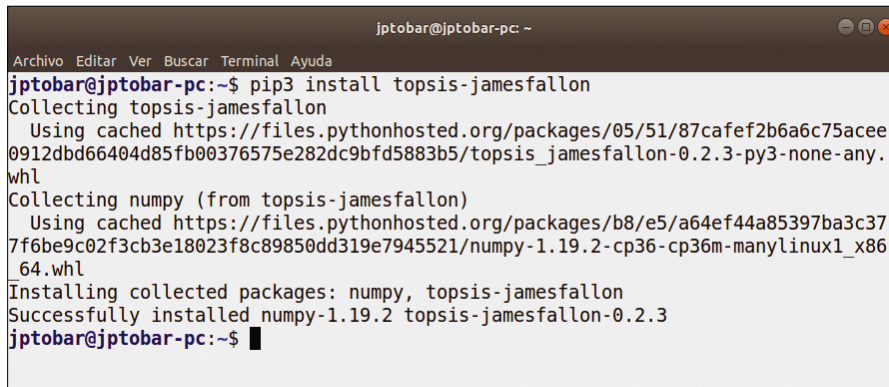 jptobar@jptobar-pc: ~
Archivo Editar Ver Buscar Terminal Ayuda
jptobar@jptobar-pc:~$ pip3 install topsis-jamesfallon
Collecting topsis-jamesfallon
  Using cached https://files.pythonhosted.org/packages/05/51/87cafef2b6a6c75acee
0912dbd66404d85fb00376575e282dc9bfd5883b5/topsis_jamesfallon-0.2.3-py3-none-any.
whl
Collecting numpy (from topsis-jamesfallon)
  Using cached https://files.pythonhosted.org/packages/b8/e5/a64ef44a85397ba3c37
7f6be9c02f3cb3e18023f8c89850dd319e7945521/numpy-1.19.2-cp36-cp36m-manylinux1_x86
_64.whl
Installing collected packages: numpy, topsis-jamesfallon
Successfully installed numpy-1.19.2 topsis-jamesfallon-0.2.3
jptobar@jptobar-pc:~$